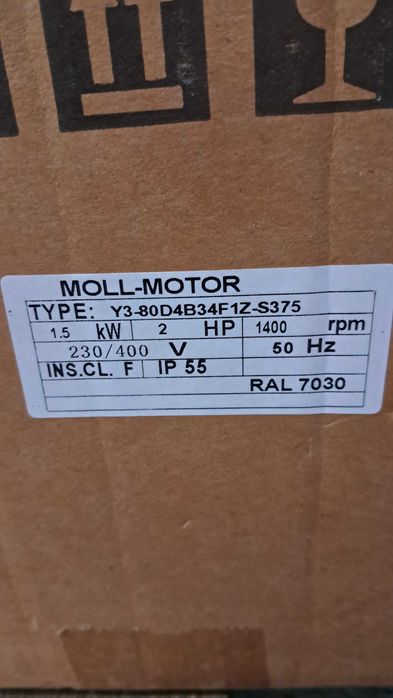 MOLL-MOTOR
TYPE: Y3-80D4B34F1Z-S375
1.5 kW 2 HP 1400 rpm
230/400 V 50 Hz
INS.CL. F IP 55
RAL 7030